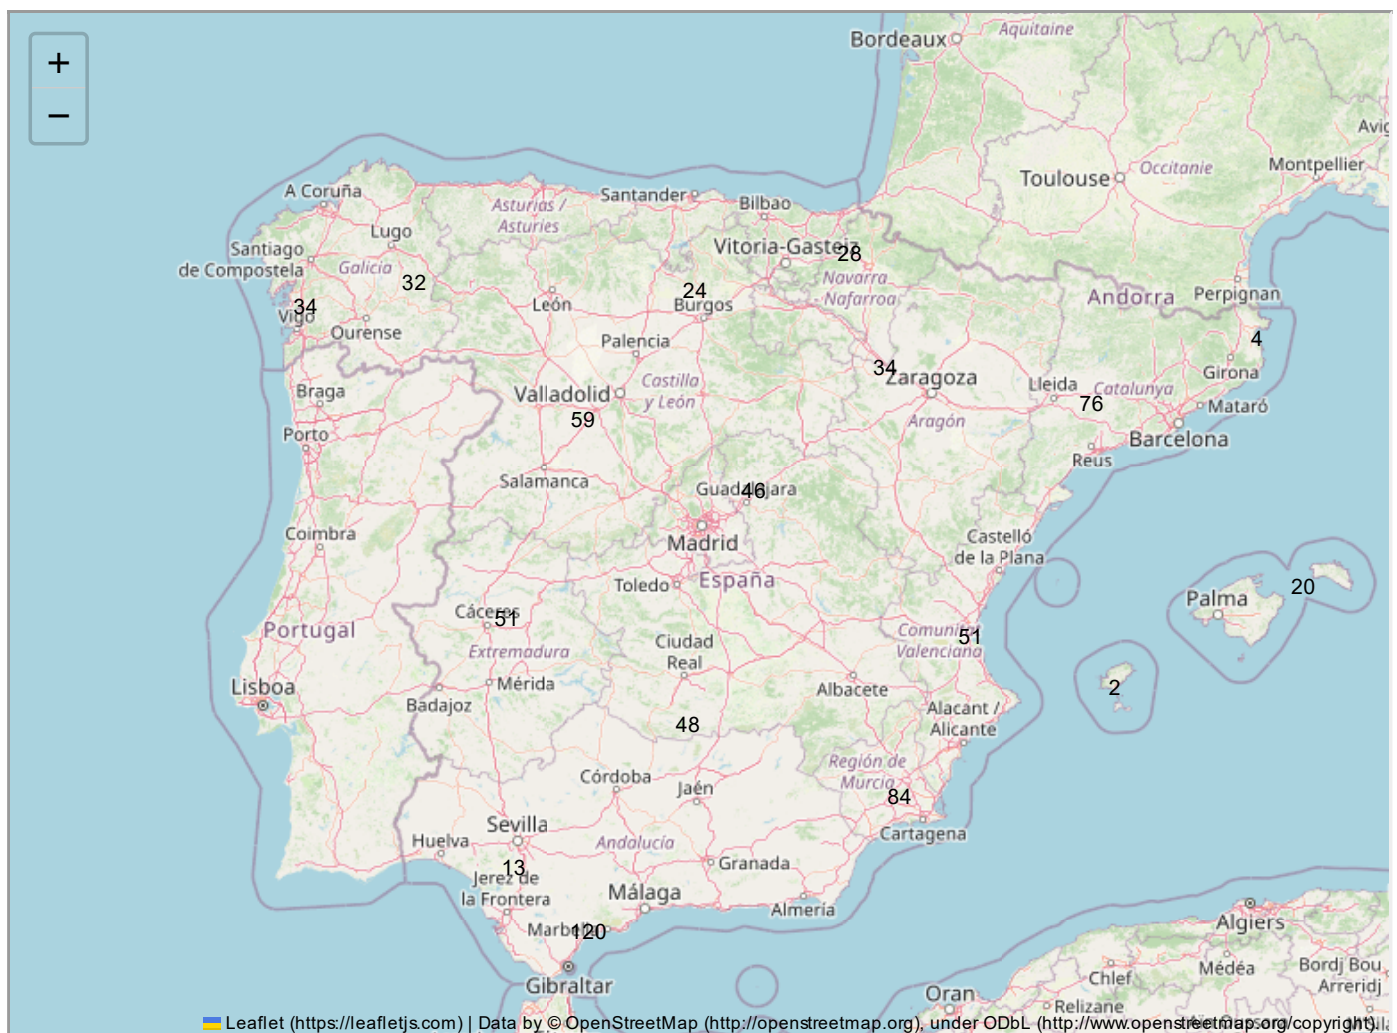 +
−
Bordeaux
Aquitaine
Montpellier
Toulouse
Occitanie
A Coruña
Santander
Bilbao
Asturias /
Asturies
Lugo
Santiago
de Compostela
Galicia
32
Vitoria-Gasteiz
28
Navarra
Nafarroa
León
24
Burgos
Andorra
Perpignan
34
Vigo
Ourense
Palencia
4
Girona
Braga
Valladolid
Castilla
y León
34
Zaragoza
Lleida
Catalunya
76
Mataró
Porto
59
Aragón
Barcelona
Reus
Salamanca
Guadalajara
46
Coimbra
Madrid
Castelló
de la Plana
Toledo
España
20
Palma
Cáceres
51
Portugal
Extremadura
Ciudad
Real
Comunitat
Valenciana
51
Lisboa
Mérida
Badajoz
Albacete
2
Alacant /
Alicante
48
Región de
Murcia
84
Córdoba
Jaén
Cartagena
Sevilla
Huelva
Andalucía
Granada
13
Jerez de
la Frontera
Málaga
Almería
Marbella
120
Gibraltar
Algiers
Oran
Chlef
Médéa
Bordj Bou
Arreridj
Relizane
Leaflet (https://leafletjs.com) | Data by © OpenStreetMap (http://openstreetmap.org), under ODbL (http://www.openstreetmap.org/copyright).